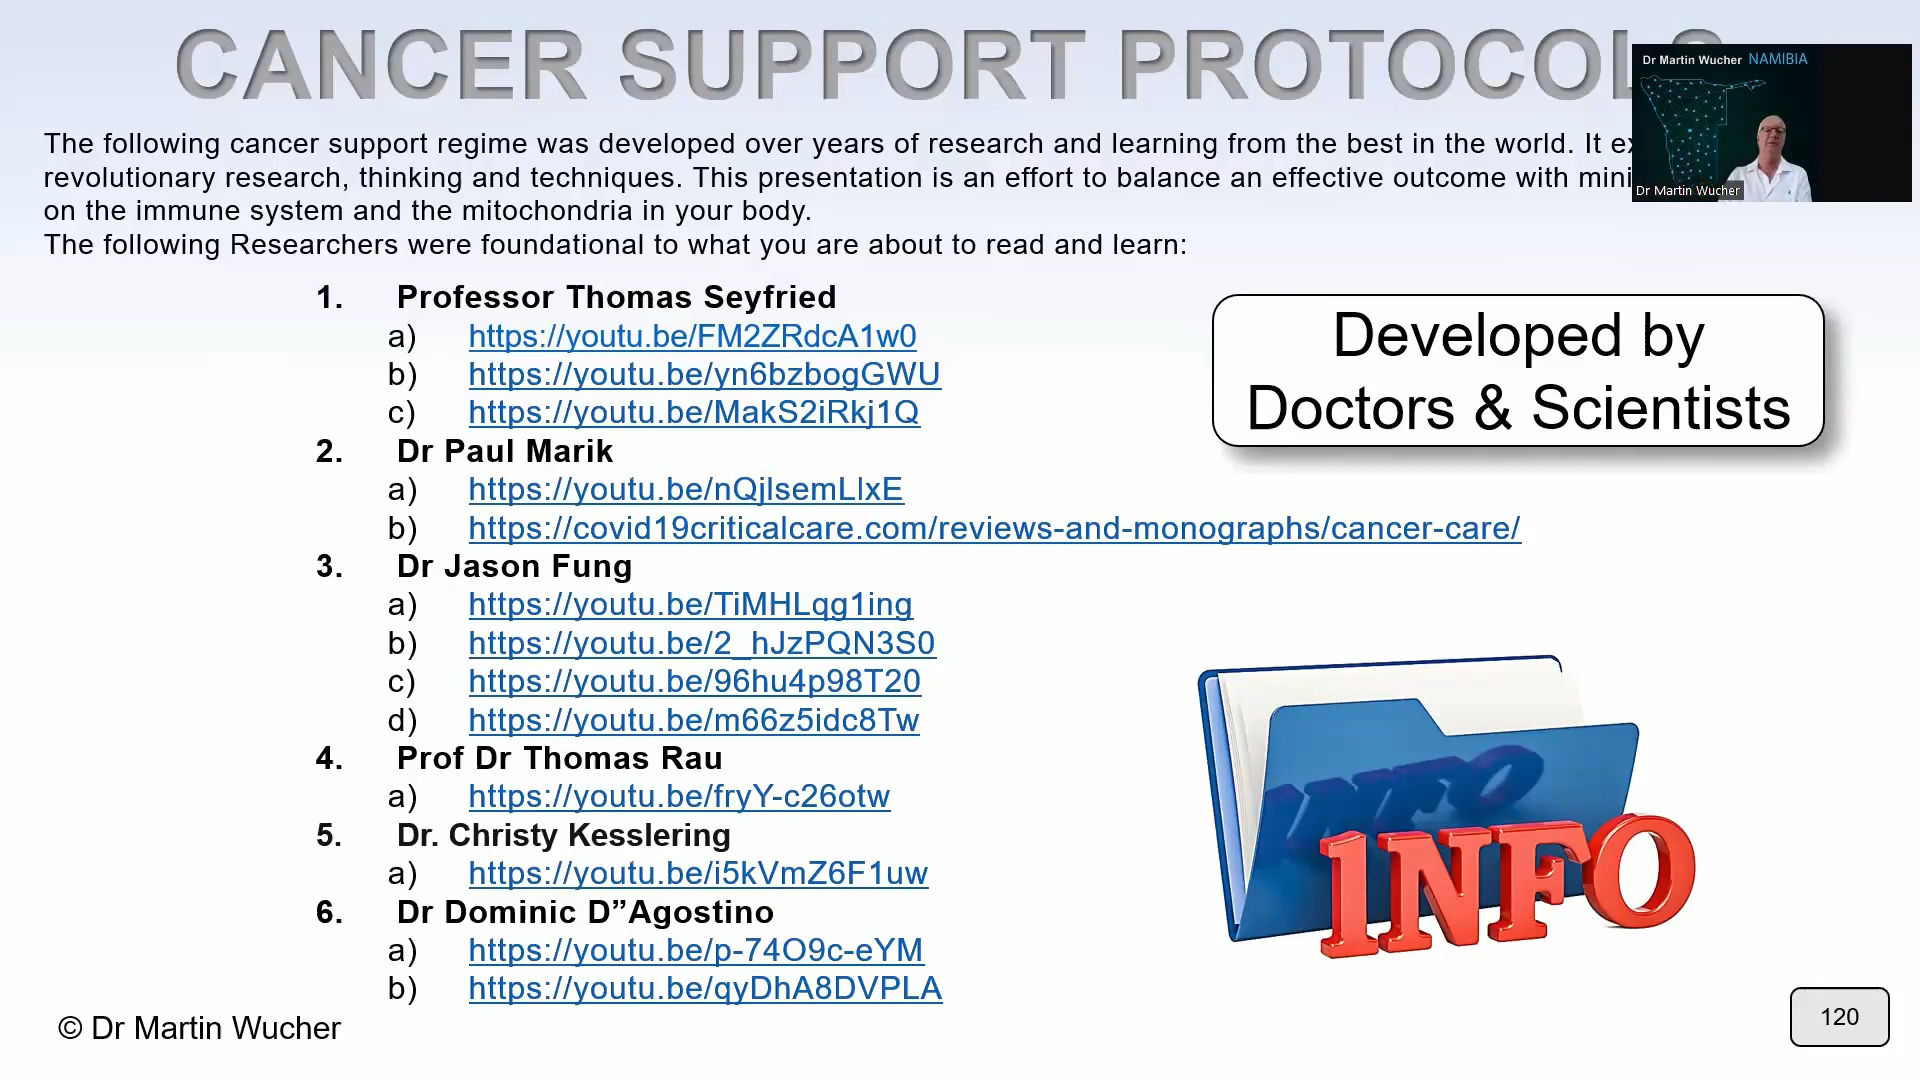 CANCER SUPPORT PROTOCOLS
Dr Martin Wucher NAMIBIA
Dr Martin Wucher
The following cancer support regime was developed over years of research and learning from the best in the world. It
revolutionary research, thinking and techniques. This presentation is an effort to balance an effective outcome with
on the immune system and the mitochondria in your body.
The following Researchers were foundational to what you are about to read and learn:
1. Professor Thomas Seyfried
a) https://youtu.be/FM2ZRdcA1w0
b) https://youtu.be/yn6bzbogGWU
c) https://youtu.be/MakS2iRkj1Q
Developed by
Doctors & Scientists
2. Dr Paul Marik
a) https://youtu.be/nQjlsemLlxE
b) https://covid19criticalcare.com/reviews-and-monographs/cancer-care/
3. Dr Jason Fung
a) https://youtu.be/TiMHLqg1ing
b) https://youtu.be/2_hJzPQN3S0
c) https://youtu.be/96hu4p98T20
d) https://youtu.be/m66z5idc8Tw
4. Prof Dr Thomas Rau
a) https://youtu.be/fryY-c26otw
5. Dr. Christy Kesslering
a) https://youtu.be/i5kVmZ6F1uw
6. Dr Dominic D”Agostino
a) https://youtu.be/p-74O9c-eYM
b) https://youtu.be/qyDhA8DVPLA
INFO
© Dr Martin Wucher
120